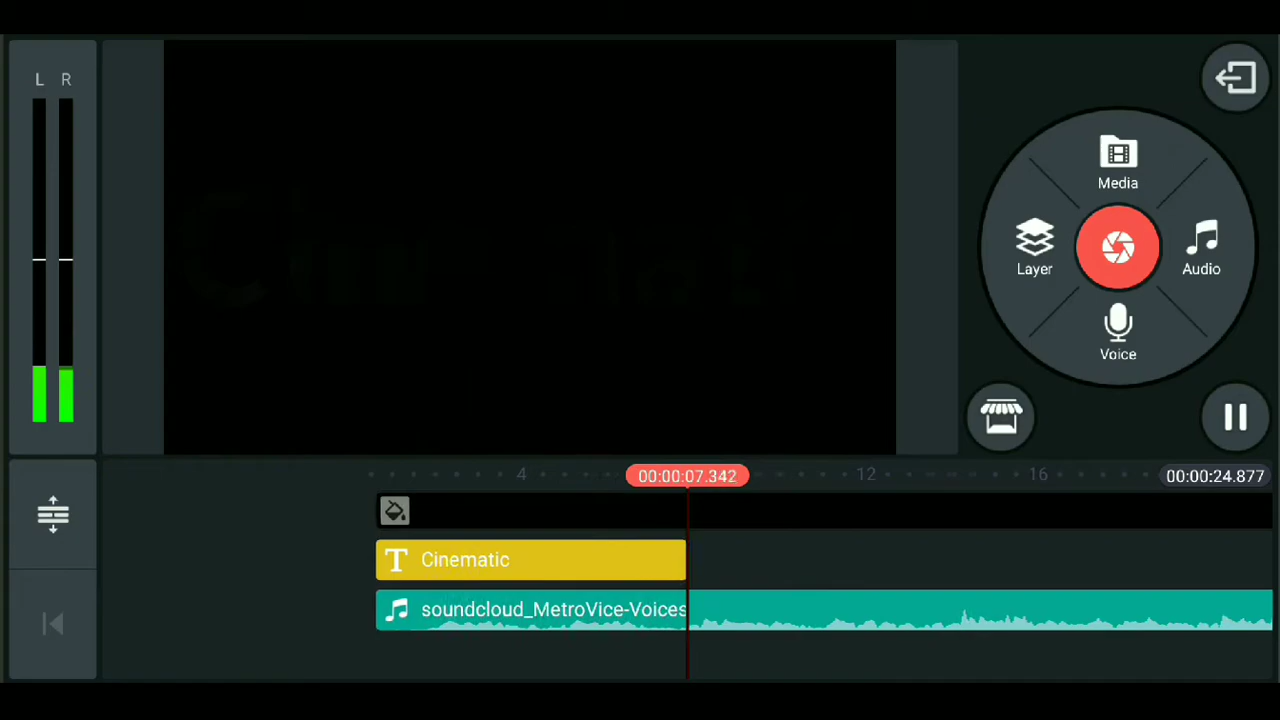 L R
Media
Layer
Audio
Voice
4
00:00:07.342
12
16
00:00:24.877
T Cinematic
soundcloud_MetroVice-Voices